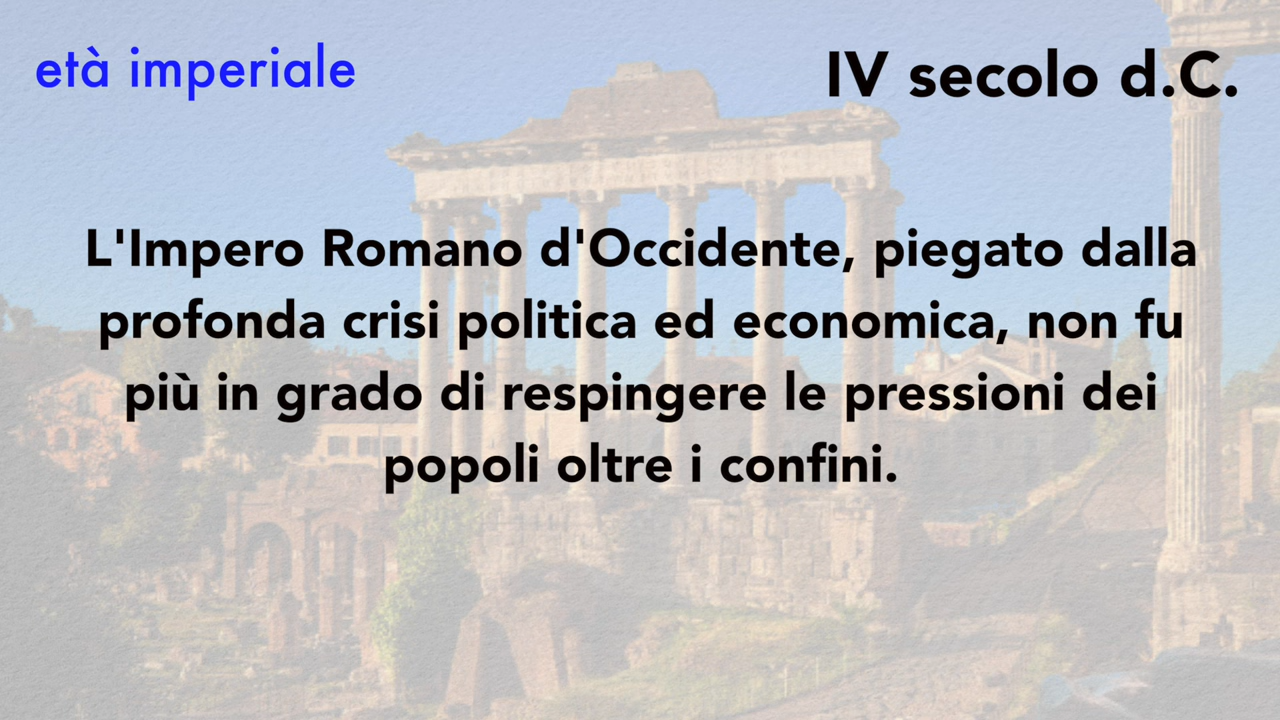 età imperiale
IV secolo d.C.
L'Impero Romano d'Occidente, piegato dalla
profonda crisi politica ed economica, non fu
più in grado di respingere le pressioni dei
popoli oltre i confini.